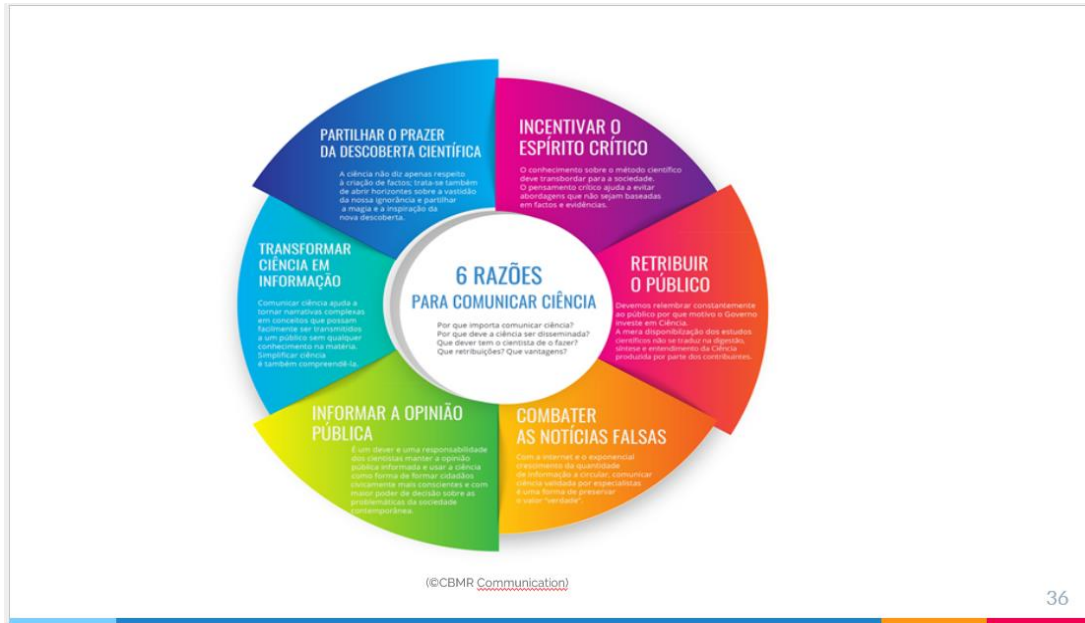 PARTILHAR O PRAZER
DA DESCOBERTA CIENTÍFICA
A ciência não diz apenas respeito
à criação de factos; trata-se também
de abrir horizontes sobre a vastidão
da nossa ignorância e partilhar
a magia e a inspiração da
nova descoberta.
INCENTIVAR O
ESPÍRITO CRÍTICO
O conhecimento sobre o método científico
deve transbordar para a sociedade.
O pensamento crítico ajuda a evitar
abordagens que não sejam baseadas
em factos e evidências.
RETRIBUIR
O PÚBLICO
Devemos relembrar constantemente
ao público por que motivo o Governo
investe em Ciência.
A mera disponibilização dos estudos
científicos não se traduz na digestão,
síntese e entendimento da Ciência
produzida por parte dos contribuintes.
COMBATER
AS NOTÍCIAS FALSAS
Com a internet e o exponencial
crescimento da quantidade
de informação a circular, comunicar
ciência validada por especialistas
é uma forma de preservar
o valor "verdade".
INFORMAR A OPINIÃO
PÚBLICA
É um dever e uma responsabilidade
dos cientistas manter a opinião
pública informada e usar a ciência
como forma de formar cidadãos
civicamente mais conscientes e com
maior poder de decisão sobre as
problemáticas da sociedade
contemporânea.
TRANSFORMAR
CIÊNCIA EM
INFORMAÇÃO
Comunicar ciência ajuda a
tornar narrativas complexas
em conceitos que possam
facilmente ser transmitidos
a um público sem qualquer
conhecimento na matéria.
Simplificar ciência
é também compreendê-la.
6 RAZÕES
PARA COMUNICAR CIÊNCIA
Por que importa comunicar ciência?
Por que deve a ciência ser disseminada?
Que dever tem o cientista de o fazer?
Que retribuições? Que vantagens?
(©CBMR Communication)
36